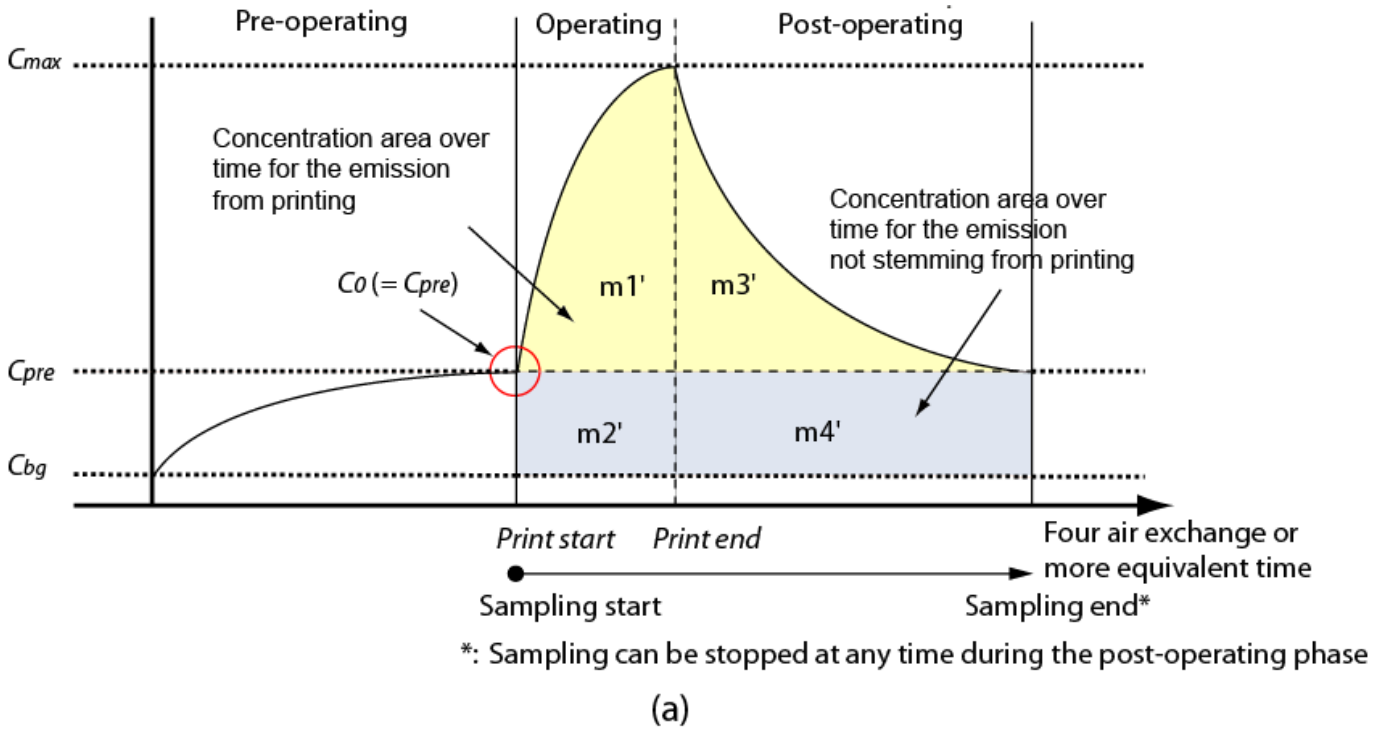 Pre-operating
Operating
Post-operating
Cmax
Concentration area over
time for the emission
from printing
Concentration area over
time for the emission
not stemming from printing
C0 (= Cpre)
m1'
m3'
Cpre
m2'
m4'
Cbg
Print start
Print end
Four air exchange or
more equivalent time
Sampling start
Sampling end*
*: Sampling can be stopped at any time during the post-operating phase
(a)